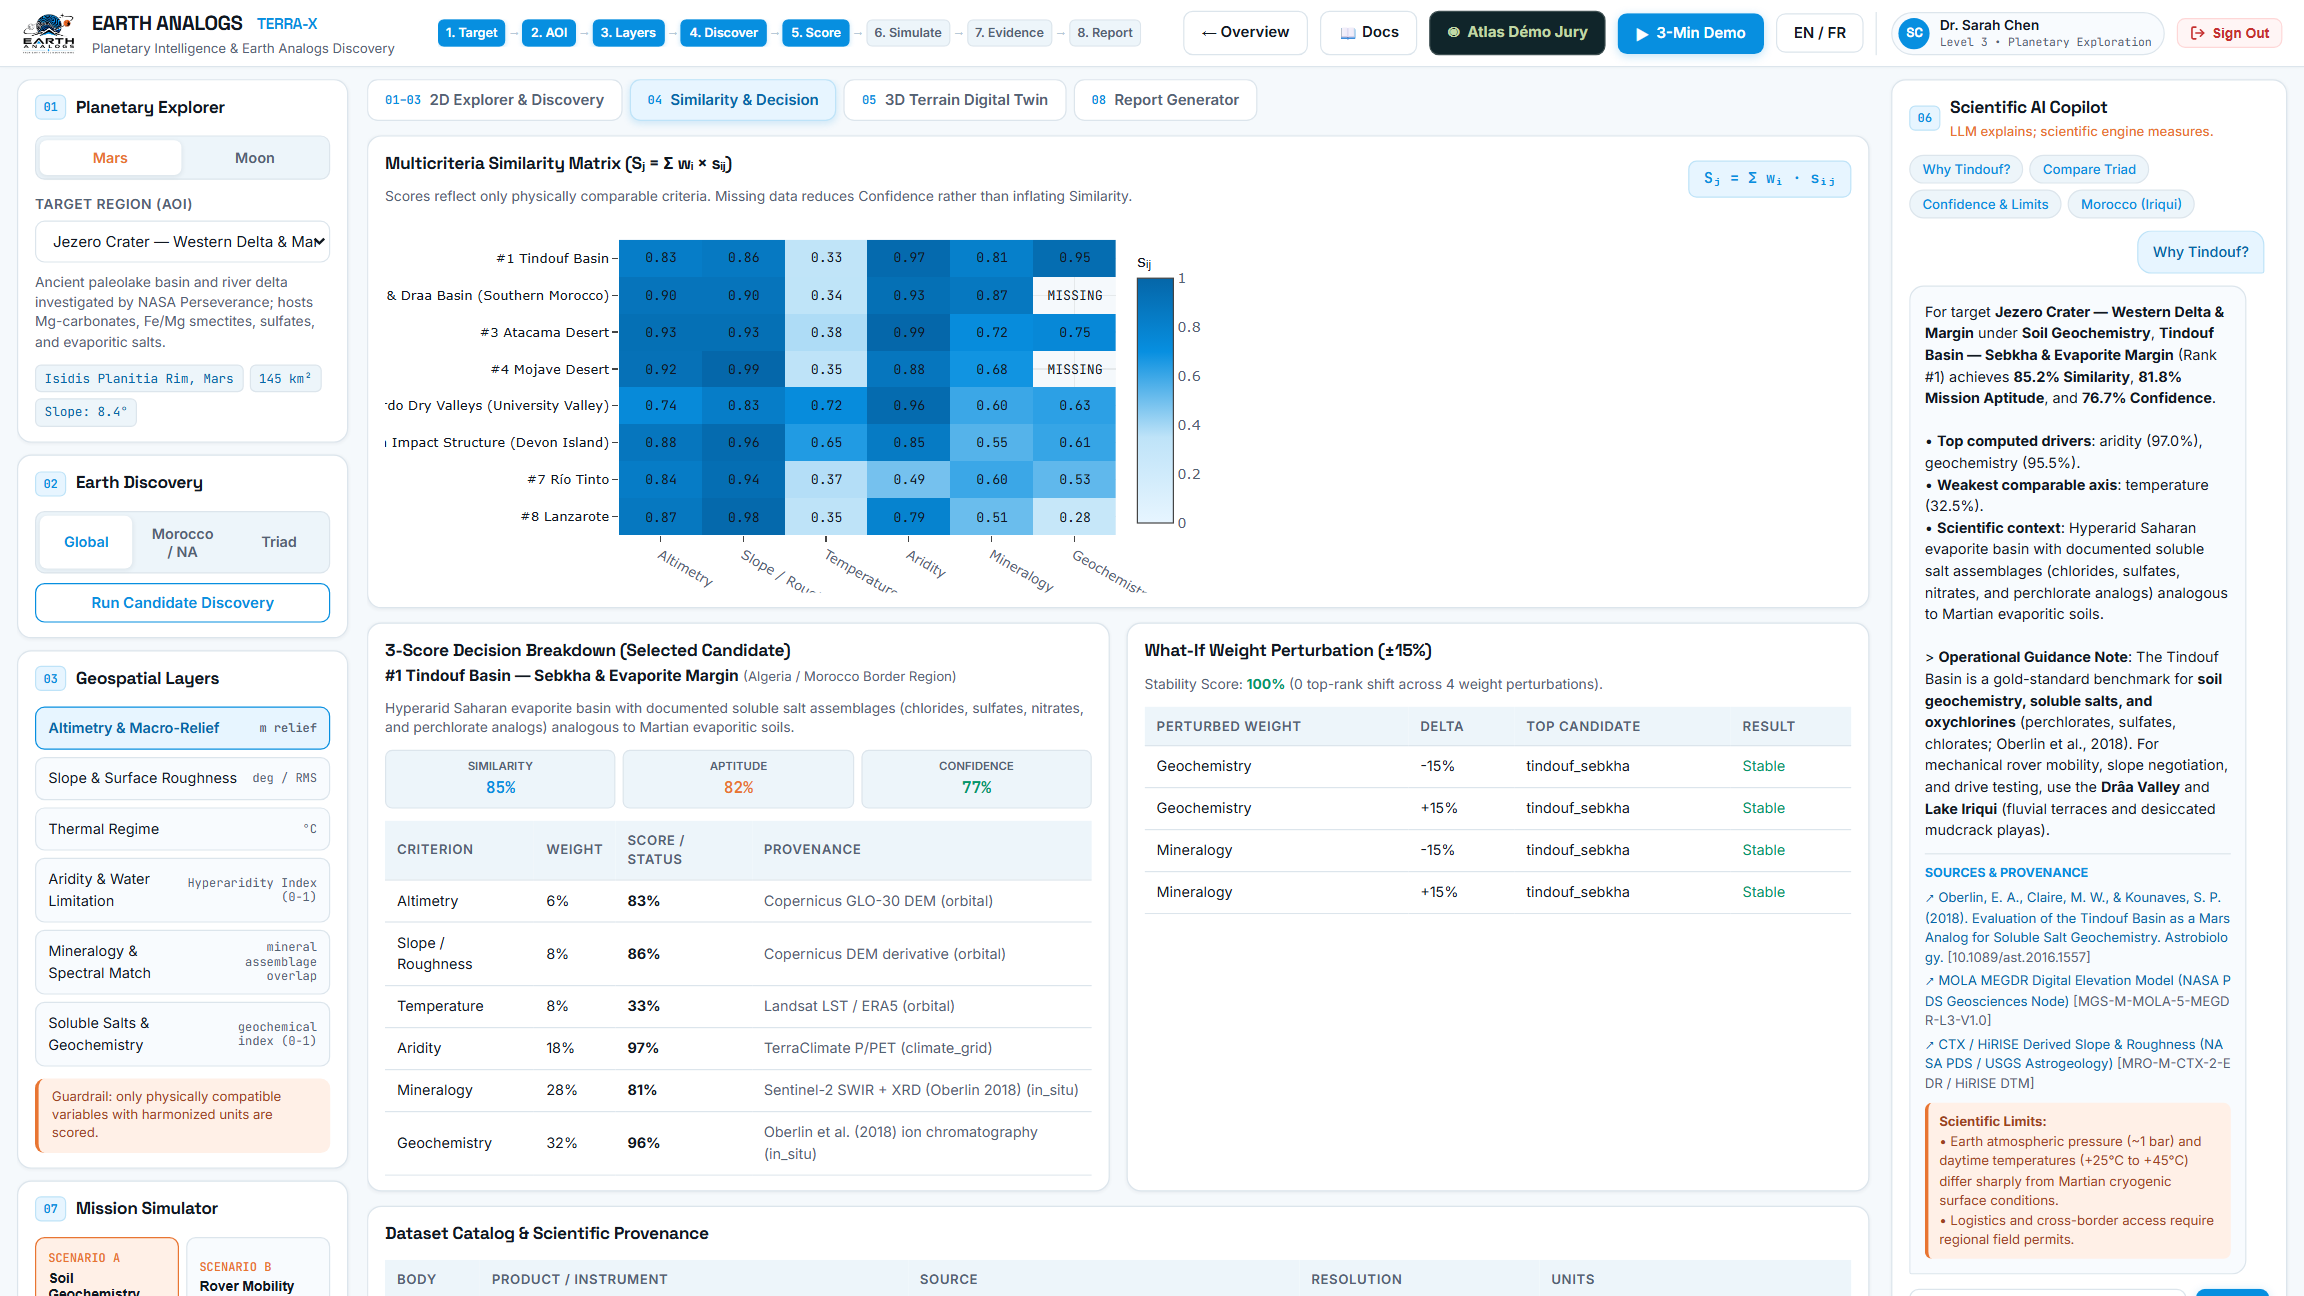 EARTH ANALOGS
EARTH ANALOGS TERRA-X
Planetary Intelligence & Earth Analogs Discovery
1. Target → 2. AOI → 3. Layers → 4. Discover → 5. Score → 6. Simulate → 7. Evidence → 8. Report
← Overview
📖 Docs
Atlas Démo Jury
▶ 3-Min Demo
EN / FR
SC
Dr. Sarah Chen
Level 3 • Planetary Exploration
Sign Out
01 Planetary Explorer
Mars Moon
TARGET REGION (AOI)
Jezero Crater — Western Delta & Mar
Ancient paleolake basin and river delta
investigated by NASA Perseverance; hosts
Mg-carbonates, Fe/Mg smectites, sulfates,
and evaporitic salts.
Isidis Planitia Rim, Mars 145 km²
Slope: 8.4°
02 Earth Discovery
Global Morocco / NA Triad
Run Candidate Discovery
03 Geospatial Layers
Altimetry & Macro-Relief m relief
Slope & Surface Roughness deg / RMS
Thermal Regime °C
Aridity & Water Limitation Hyperaridity Index (0-1)
Mineralogy & Spectral Match mineral assemblage overlap
Soluble Salts & Geochemistry geochemical index (0-1)
Guardrail: only physically compatible
variables with harmonized units are
scored.
07 Mission Simulator
SCENARIO A
Soil
Geochemistry
SCENARIO B
Rover Mobility
01-03 2D Explorer & Discovery
04 Similarity & Decision
05 3D Terrain Digital Twin
08 Report Generator
Multicriteria Similarity Matrix (Sⱼ = Σ wᵢ × sᵢⱼ)
Scores reflect only physically comparable criteria. Missing data reduces Confidence rather than inflating Similarity.
Sⱼ = Σ wᵢ · sᵢⱼ
#1 Tindouf Basin 0.83 0.86 0.33 0.97 0.81 0.95
& Draa Basin (Southern Morocco) 0.90 0.90 0.34 0.93 0.87 MISSING
#3 Atacama Desert 0.93 0.93 0.38 0.99 0.72 0.75
#4 Mojave Desert 0.92 0.99 0.35 0.88 0.68 MISSING
rdo Dry Valleys (University Valley) 0.74 0.83 0.72 0.96 0.60 0.63
Impact Structure (Devon Island) 0.88 0.96 0.65 0.85 0.55 0.61
#7 Río Tinto 0.84 0.94 0.37 0.49 0.60 0.53
#8 Lanzarote 0.87 0.98 0.35 0.79 0.51 0.28
Altimetry Slope / Rou Temperature Aridity Mineralogy Geochemist
sᵢⱼ
1
0.8
0.6
0.4
0.2
0
3-Score Decision Breakdown (Selected Candidate)
#1 Tindouf Basin — Sebkha & Evaporite Margin (Algeria / Morocco Border Region)
Hyperarid Saharan evaporite basin with documented soluble salt assemblages (chlorides, sulfates, nitrates,
and perchlorate analogs) analogous to Martian evaporitic soils.
SIMILARITY 85%
APTITUDE 82%
CONFIDENCE 77%
CRITERION WEIGHT SCORE / STATUS PROVENANCE
Altimetry 6% 83% Copernicus GLO-30 DEM (orbital)
Slope / Roughness 8% 86% Copernicus DEM derivative (orbital)
Temperature 8% 33% Landsat LST / ERA5 (orbital)
Aridity 18% 97% TerraClimate P/PET (climate_grid)
Mineralogy 28% 81% Sentinel-2 SWIR + XRD (Oberlin 2018) (in_situ)
Geochemistry 32% 96% Oberlin et al. (2018) ion chromatography (in_situ)
What-If Weight Perturbation (±15%)
Stability Score: 100% (0 top-rank shift across 4 weight perturbations).
PERTURBED WEIGHT DELTA TOP CANDIDATE RESULT
Geochemistry -15% tindouf_sebkha Stable
Geochemistry +15% tindouf_sebkha Stable
Mineralogy -15% tindouf_sebkha Stable
Mineralogy +15% tindouf_sebkha Stable
Dataset Catalog & Scientific Provenance
BODY PRODUCT / INSTRUMENT SOURCE RESOLUTION UNITS
06 Scientific AI Copilot
LLM explains; scientific engine measures.
Why Tindouf? Compare Triad
Confidence & Limits Morocco (Iriqui)
Why Tindouf?
For target Jezero Crater — Western Delta &
Margin under Soil Geochemistry, Tindouf
Basin — Sebkha & Evaporite Margin (Rank
#1) achieves 85.2% Similarity, 81.8%
Mission Aptitude, and 76.7% Confidence.
• Top computed drivers: aridity (97.0%),
geochemistry (95.5%).
• Weakest comparable axis: temperature
(32.5%).
• Scientific context: Hyperarid Saharan
evaporite basin with documented soluble
salt assemblages (chlorides, sulfates,
nitrates, and perchlorate analogs) analogous
to Martian evaporitic soils.
> Operational Guidance Note: The Tindouf
Basin is a gold-standard benchmark for soil
geochemistry, soluble salts, and
oxychlorines (perchlorates, sulfates,
chlorates; Oberlin et al., 2018). For
mechanical rover mobility, slope negotiation,
and drive testing, use the Drâa Valley and
Lake Iriqui (fluvial terraces and desiccated
mudcrack playas).
SOURCES & PROVENANCE
↗ Oberlin, E. A., Claire, M. W., & Kounaves, S. P.
(2018). Evaluation of the Tindouf Basin as a Mars
Analog for Soluble Salt Geochemistry. Astrobiolo
gy. [10.1089/ast.2016.1557]
↗ MOLA MEGDR Digital Elevation Model (NASA P
DS Geosciences Node) [MGS-M-MOLA-5-MEGD
R-L3-V1.0]
↗ CTX / HiRISE Derived Slope & Roughness (NA
SA PDS / USGS Astrogeology) [MRO-M-CTX-2-E
DR / HiRISE DTM]
Scientific Limits:
• Earth atmospheric pressure (~1 bar) and
daytime temperatures (+25°C to +45°C)
differ sharply from Martian cryogenic
surface conditions.
• Logistics and cross-border access require
regional field permits.